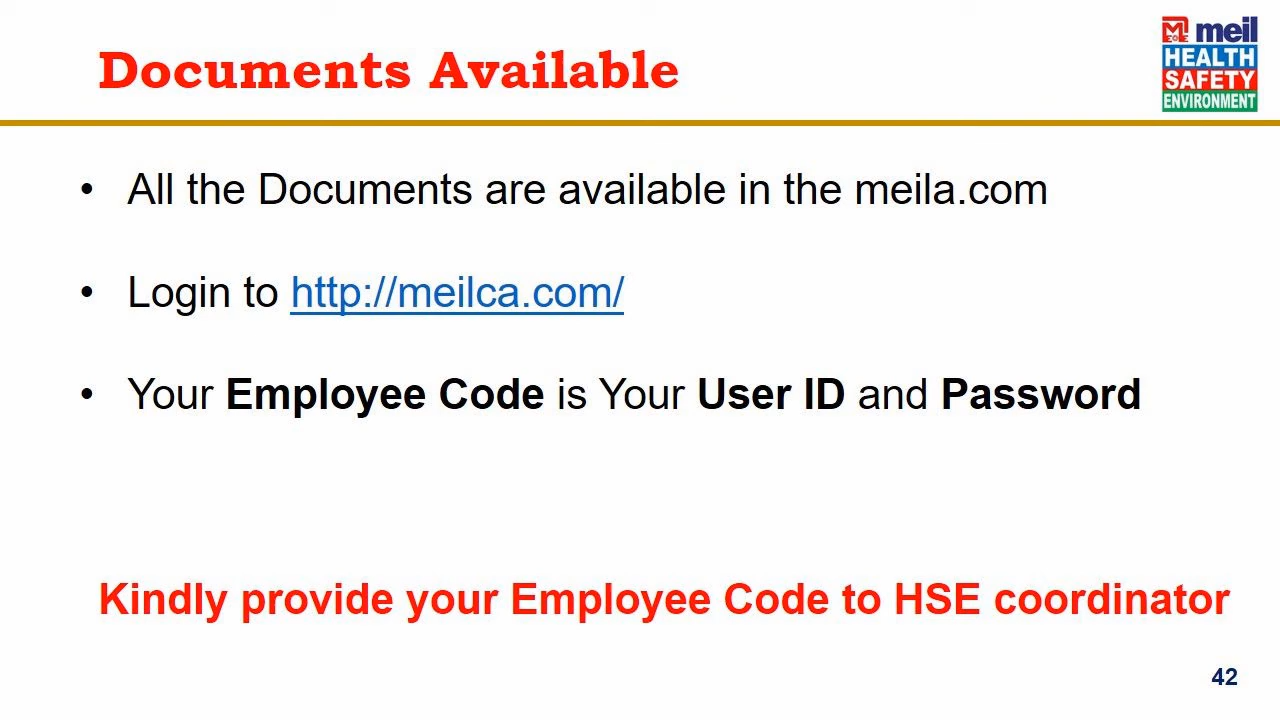 Documents Available
meil
HEALTH
SAFETY
ENVIRONMENT
• All the Documents are available in the meila.com
• Login to http://meilca.com/
• Your Employee Code is Your User ID and Password
Kindly provide your Employee Code to HSE coordinator
42